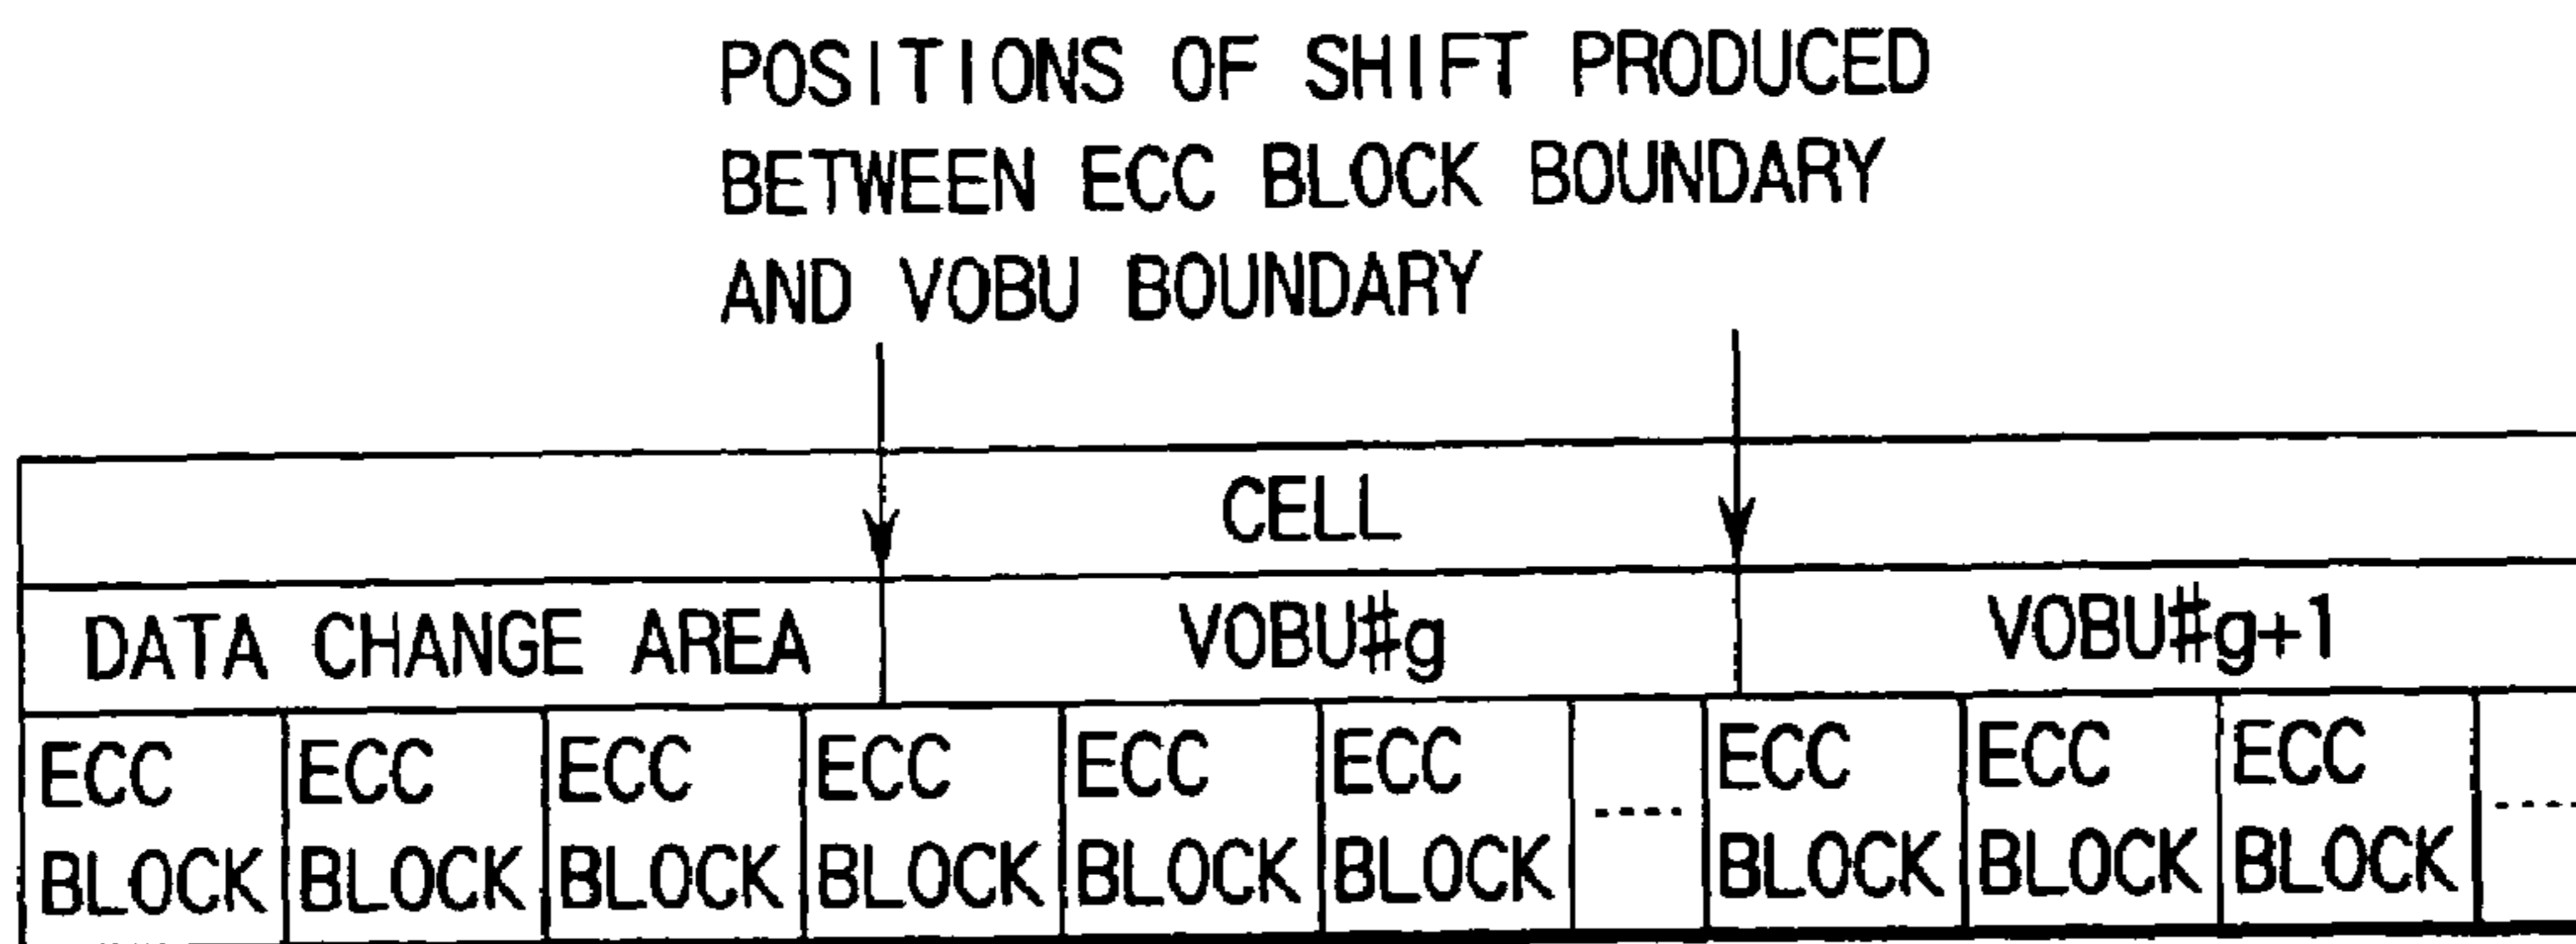 POSITIONS OF SHIFT PRODUCED
BETWEEN ECC BLOCK BOUNDARY
AND VOBU BOUNDARY
CELL
DATA CHANGE AREA VOBU#g VOBU#g+1
ECC ECC ECC ECC ECC ECC ECC ECC ECC
BLOCK BLOCK BLOCK BLOCK BLOCK BLOCK BLOCK BLOCK BLOCK